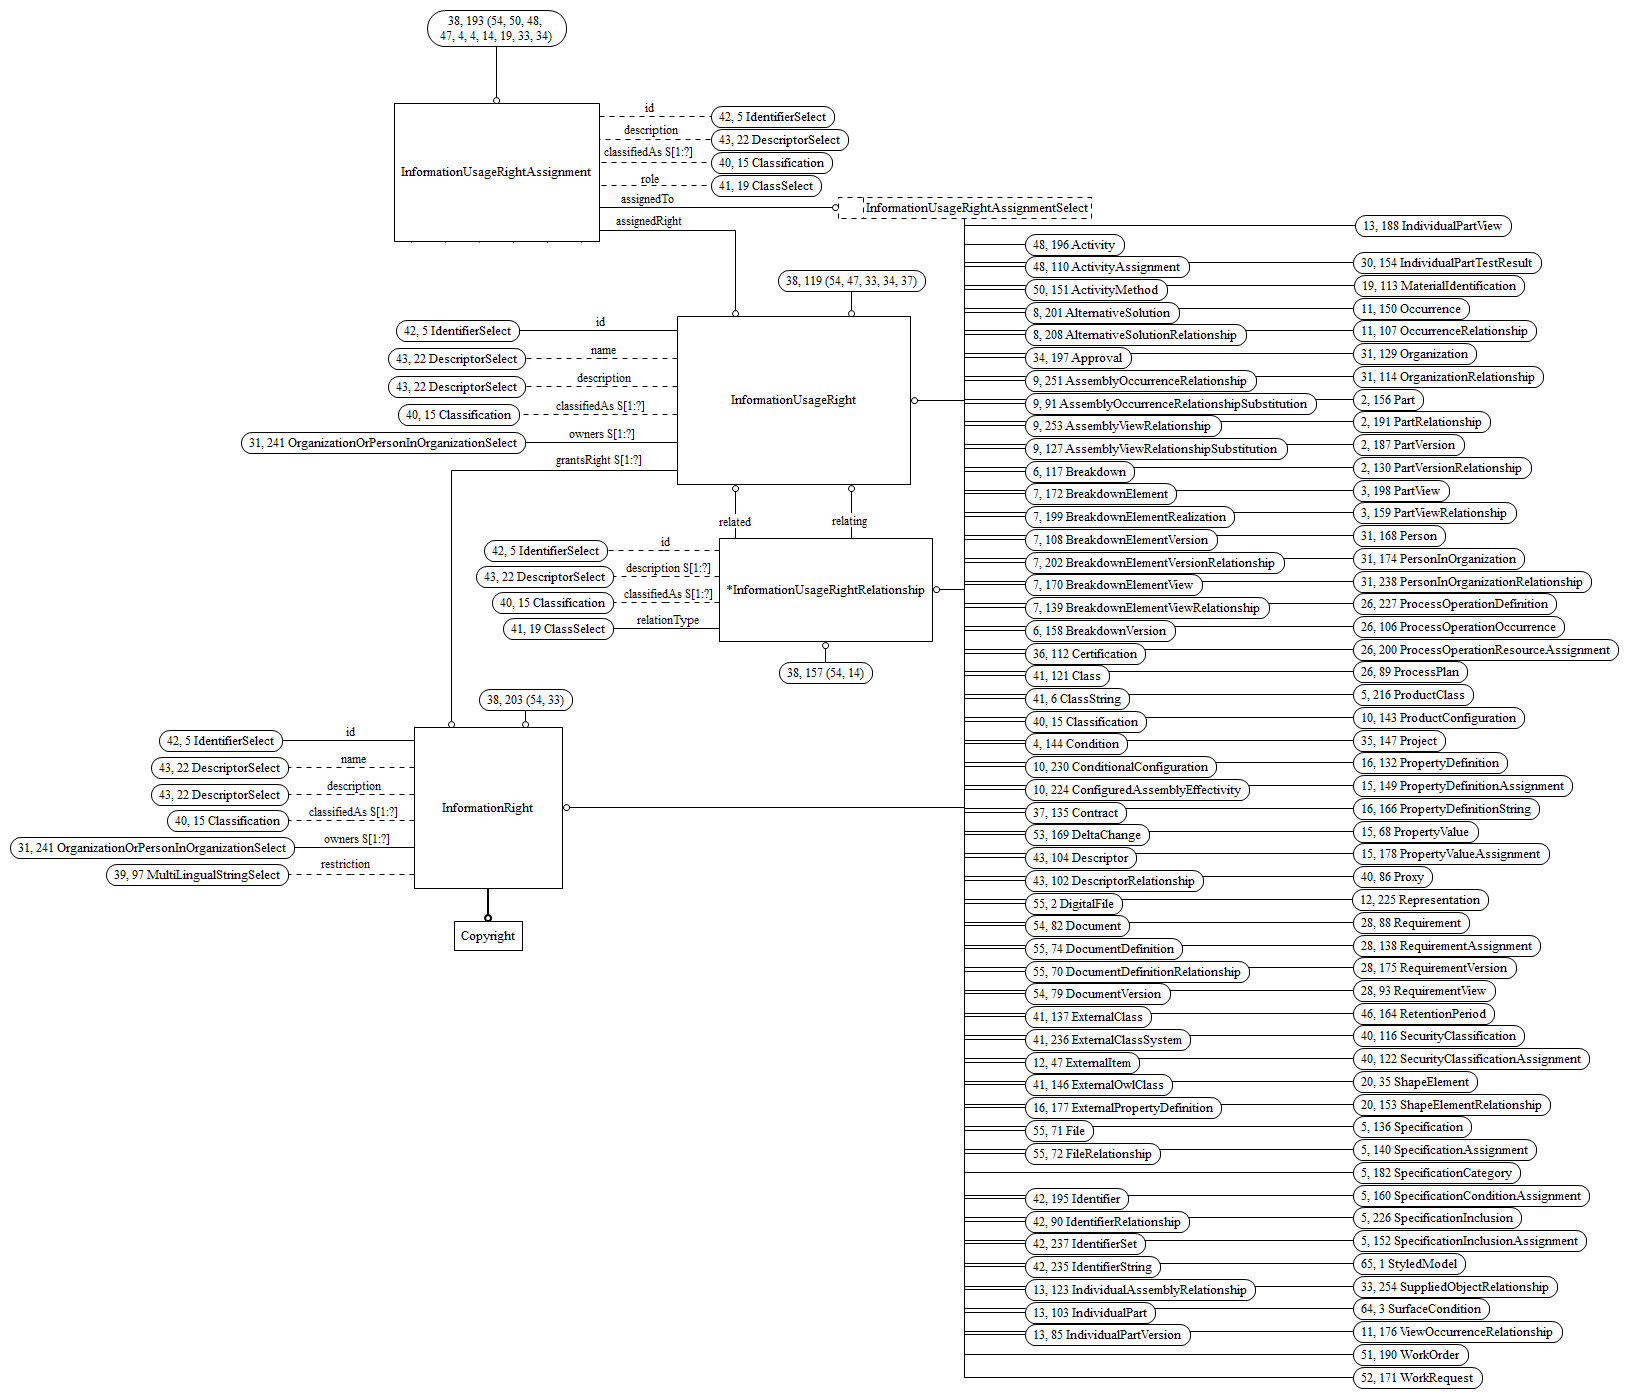 38, 193 (54, 50, 48,
47, 4, 4, 14, 19, 33, 34)
InformationUsageRightAssignment
id
42, 5 IdentifierSelect
description
43, 22 DescriptorSelect
classifiedAs S[1:?]
40, 15 Classification
role
41, 19 ClassSelect
assignedTo
InformationUsageRightAssignmentSelect
assignedRight
38, 119 (54, 47, 33, 34, 37)
InformationUsageRight
42, 5 IdentifierSelect
id
43, 22 DescriptorSelect
name
43, 22 DescriptorSelect
description
40, 15 Classification
classifiedAs S[1:?]
31, 241 OrganizationOrPersonInOrganizationSelect
owners S[1:?]
grantsRight S[1:?]
related
relating
*InformationUsageRightRelationship
42, 5 IdentifierSelect
id
43, 22 DescriptorSelect
description S[1:?]
40, 15 Classification
classifiedAs S[1:?]
41, 19 ClassSelect
relationType
38, 157 (54, 14)
38, 203 (54, 33)
InformationRight
42, 5 IdentifierSelect
id
43, 22 DescriptorSelect
name
43, 22 DescriptorSelect
description
40, 15 Classification
classifiedAs S[1:?]
31, 241 OrganizationOrPersonInOrganizationSelect
owners S[1:?]
39, 97 MultiLingualStringSelect
restriction
Copyright
48, 196 Activity
48, 110 ActivityAssignment
50, 151 ActivityMethod
8, 201 AlternativeSolution
8, 208 AlternativeSolutionRelationship
34, 197 Approval
9, 251 AssemblyOccurrenceRelationship
9, 91 AssemblyOccurrenceRelationshipSubstitution
9, 253 AssemblyViewRelationship
9, 127 AssemblyViewRelationshipSubstitution
6, 117 Breakdown
7, 172 BreakdownElement
7, 199 BreakdownElementRealization
7, 108 BreakdownElementVersion
7, 202 BreakdownElementVersionRelationship
7, 170 BreakdownElementView
7, 139 BreakdownElementViewRelationship
6, 158 BreakdownVersion
36, 112 Certification
41, 121 Class
41, 6 ClassString
40, 15 Classification
4, 144 Condition
10, 230 ConditionalConfiguration
10, 224 ConfiguredAssemblyEffectivity
37, 135 Contract
53, 169 DeltaChange
43, 104 Descriptor
43, 102 DescriptorRelationship
55, 2 DigitalFile
54, 82 Document
55, 74 DocumentDefinition
55, 70 DocumentDefinitionRelationship
54, 79 DocumentVersion
41, 137 ExternalClass
41, 236 ExternalClassSystem
12, 47 ExternalItem
41, 146 ExternalOwlClass
16, 177 ExternalPropertyDefinition
55, 71 File
55, 72 FileRelationship
42, 195 Identifier
42, 90 IdentifierRelationship
42, 237 IdentifierSet
42, 235 IdentifierString
13, 123 IndividualAssemblyRelationship
13, 103 IndividualPart
13, 85 IndividualPartVersion
13, 188 IndividualPartView
30, 154 IndividualPartTestResult
19, 113 MaterialIdentification
11, 150 Occurrence
11, 107 OccurrenceRelationship
31, 129 Organization
31, 114 OrganizationRelationship
2, 156 Part
2, 191 PartRelationship
2, 187 PartVersion
2, 130 PartVersionRelationship
3, 198 PartView
3, 159 PartViewRelationship
31, 168 Person
31, 174 PersonInOrganization
31, 238 PersonInOrganizationRelationship
26, 227 ProcessOperationDefinition
26, 106 ProcessOperationOccurrence
26, 200 ProcessOperationResourceAssignment
26, 89 ProcessPlan
5, 216 ProductClass
10, 143 ProductConfiguration
35, 147 Project
16, 132 PropertyDefinition
15, 149 PropertyDefinitionAssignment
16, 166 PropertyDefinitionString
15, 68 PropertyValue
15, 178 PropertyValueAssignment
40, 86 Proxy
12, 225 Representation
28, 88 Requirement
28, 138 RequirementAssignment
28, 175 RequirementVersion
28, 93 RequirementView
46, 164 RetentionPeriod
40, 116 SecurityClassification
40, 122 SecurityClassificationAssignment
20, 35 ShapeElement
20, 153 ShapeElementRelationship
5, 136 Specification
5, 140 SpecificationAssignment
5, 182 SpecificationCategory
5, 160 SpecificationConditionAssignment
5, 226 SpecificationInclusion
5, 152 SpecificationInclusionAssignment
65, 1 StyledModel
33, 254 SuppliedObjectRelationship
64, 3 SurfaceCondition
11, 176 ViewOccurrenceRelationship
51, 190 WorkOrder
52, 171 WorkRequest